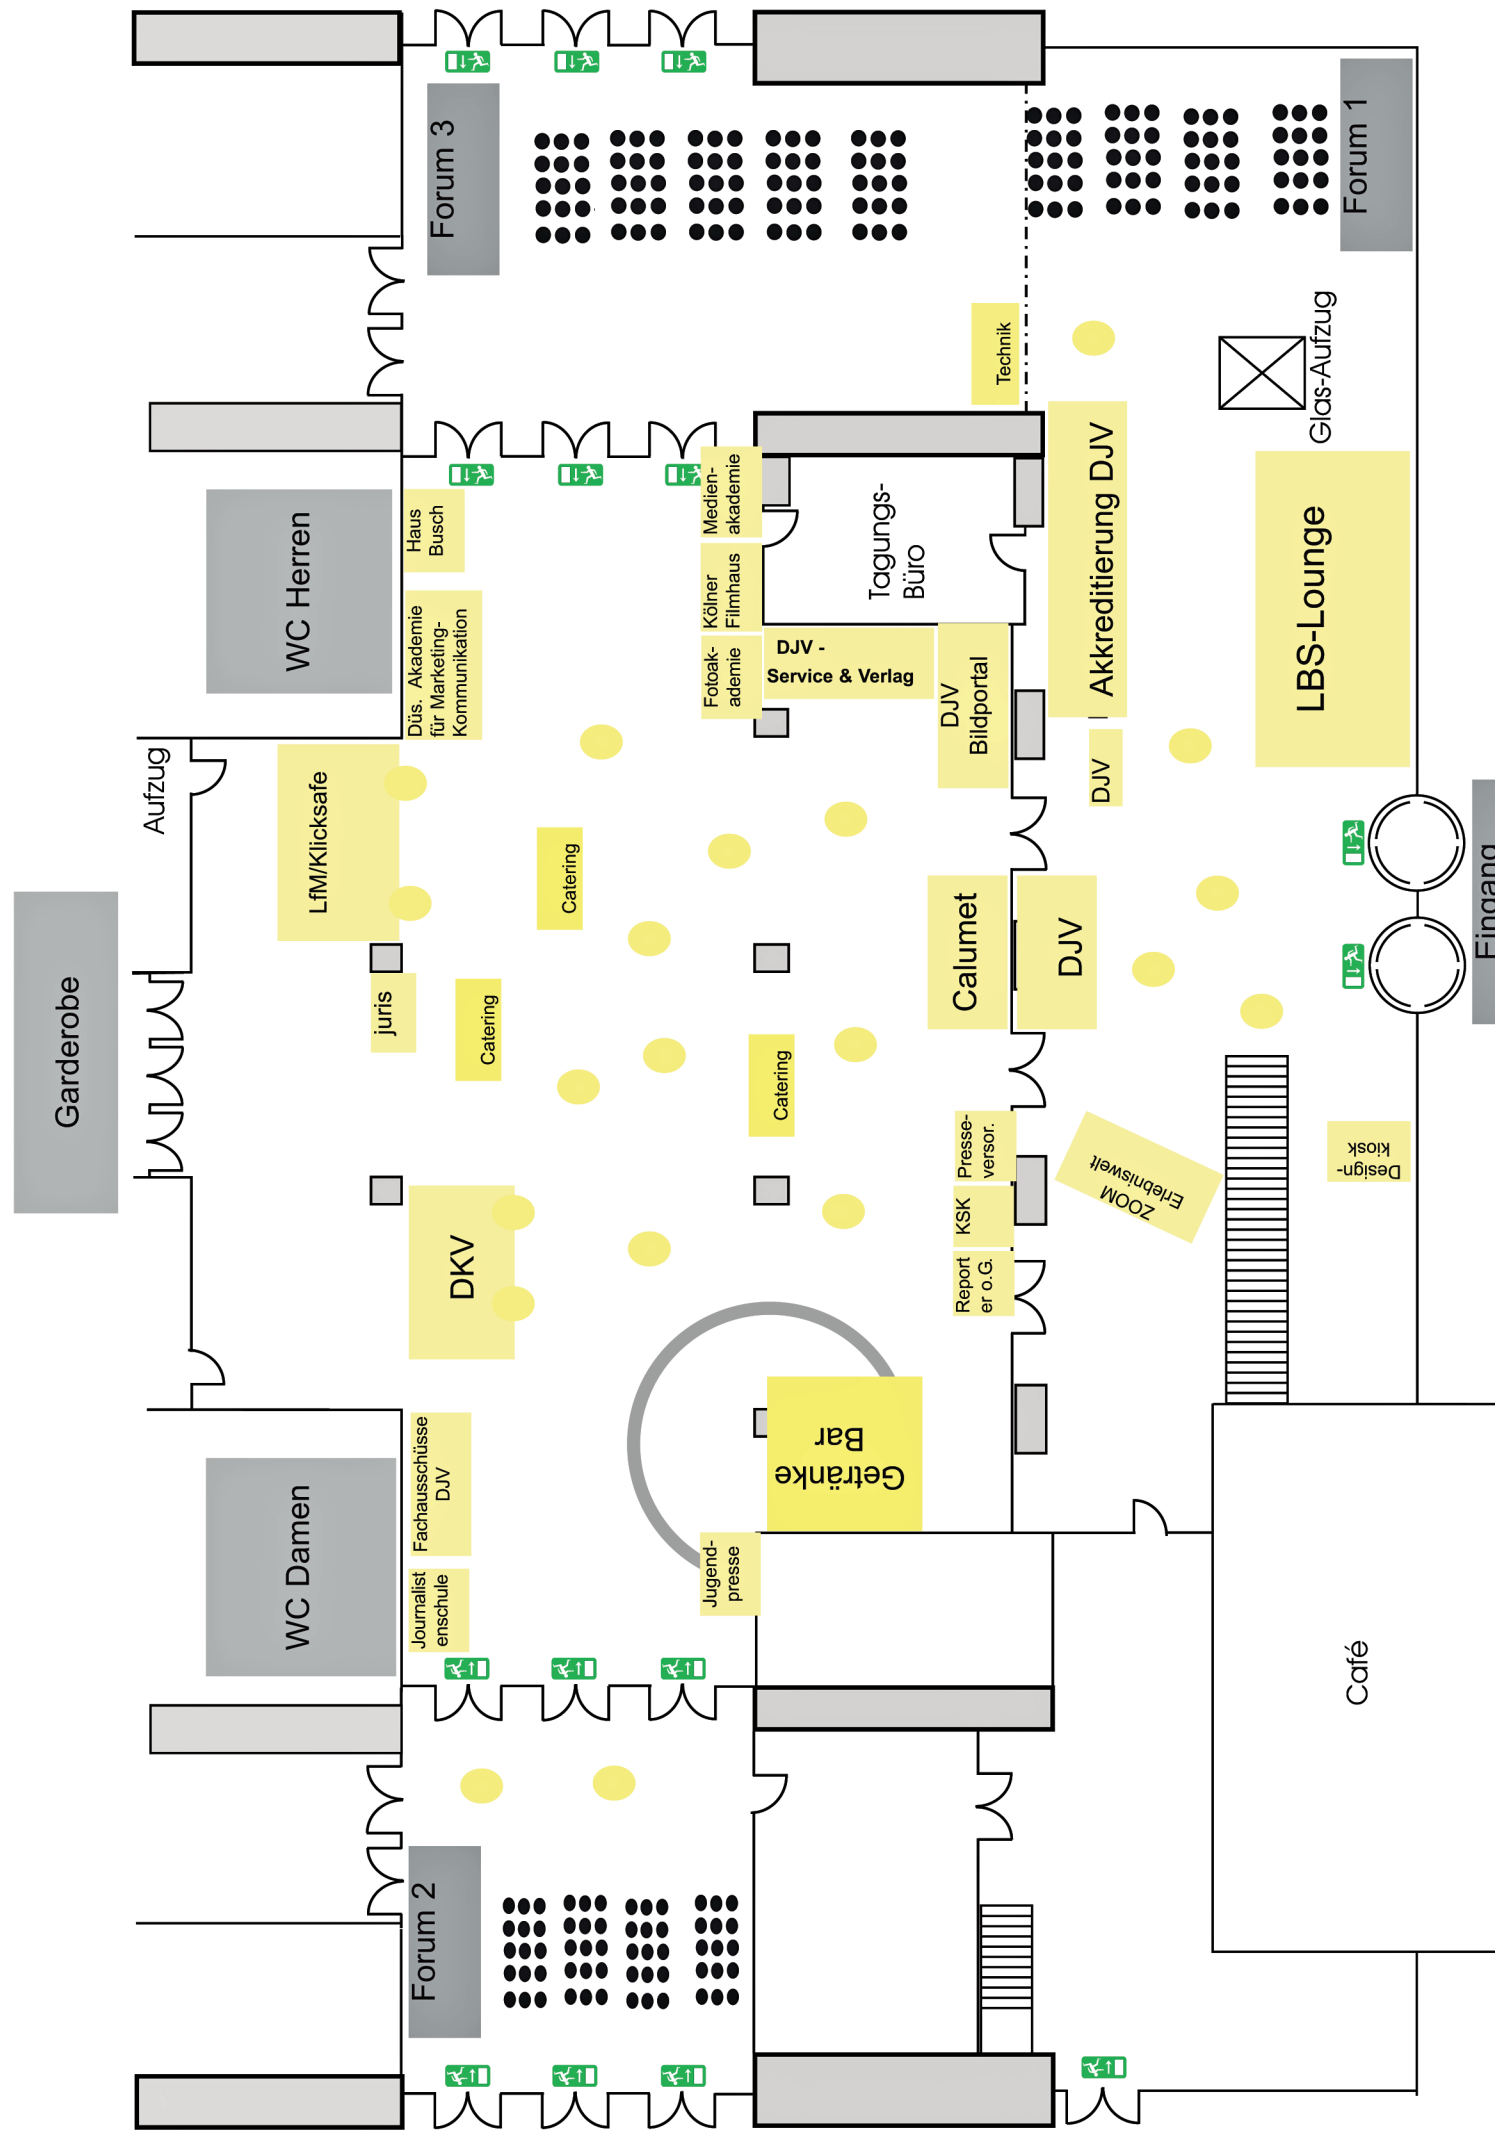 Forum 3
Forum 1
Technik
Glas-Aufzug
WC Herren
Haus
Busch
Düs. Akademie
für Marketing-
Kommunikation
Medien-
akademie
Kölner
Filmhaus
Fotoak-
ademie
Tagungs-
Büro
DJV -
Service & Verlag
DJV
Bildportal
Akkreditierung DJV
DJV
LBS-Lounge
Aufzug
LfM/Klicksafe
Catering
Garderobe
juris
Catering
Catering
Calumet
DJV
Eingang
DKV
Presse-
versor.
KSK
Report
er o.G.
ZOOM
Erlebniswelt
Design-
kiosk
Getränke
Bar
WC Damen
Fachausschüsse
DJV
Journalist
enschule
Jugend-
presse
Café
Forum 2